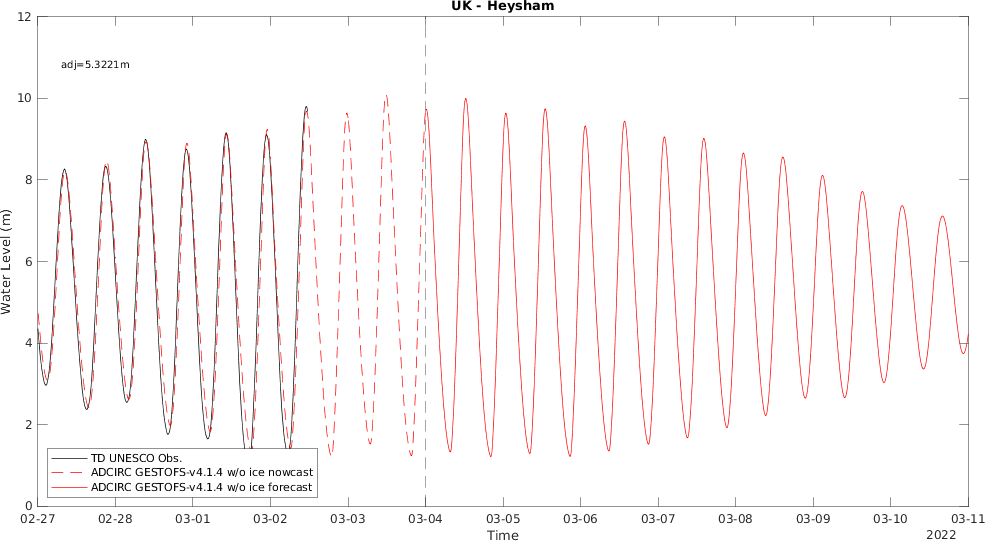 UK - Heysham
12
adj=5.3221m
10
8
6
4
2
0
Water Level (m)
TD UNESCO Obs.
ADCIRC GESTOFS-v4.1.4 w/o ice nowcast
ADCIRC GESTOFS-v4.1.4 w/o ice forecast
02-27 02-28 03-01 03-02 03-03 03-04 03-05 03-06 03-07 03-08 03-09 03-10 03-11
Time 2022